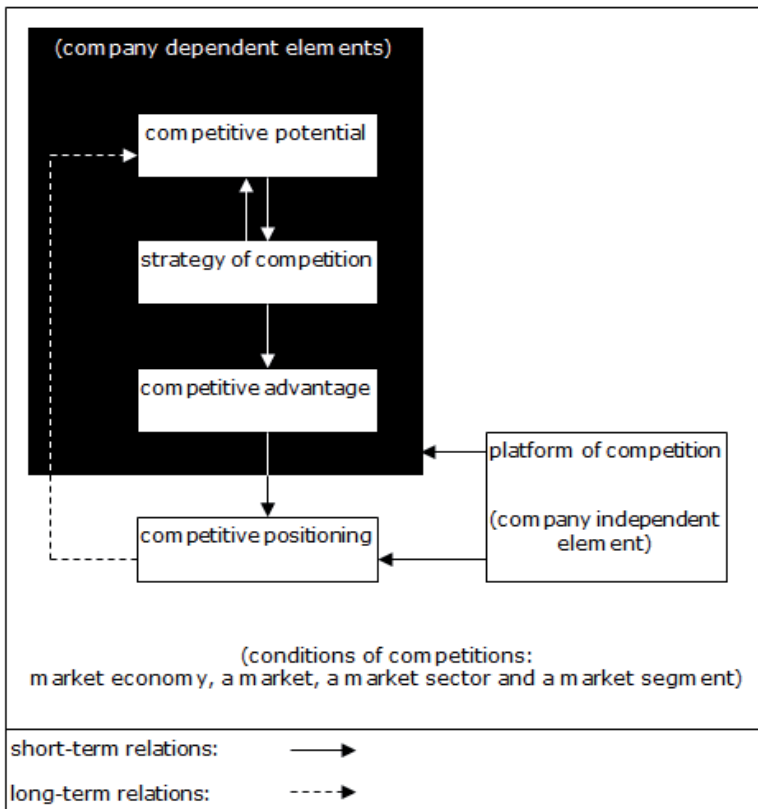 (company dependent elements)
competitive potential
strategy of competition
competitive advantage
platform of competition
(company independent
element)
competitive positioning
(conditions of competitions:
market economy, a market, a market sector and a market segment)
short-term relations:
long-term relations: